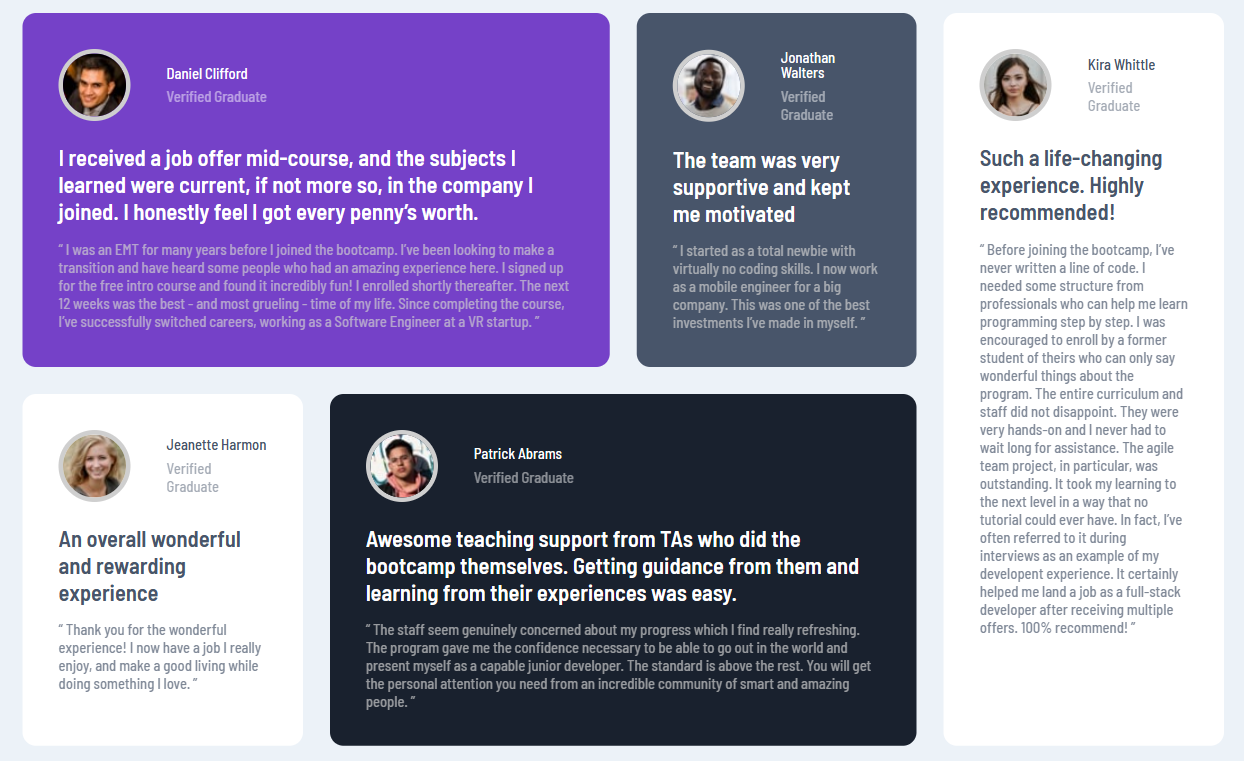 Daniel Clifford
Verified Graduate
I received a job offer mid-course, and the subjects I
learned were current, if not more so, in the company I
joined. I honestly feel I got every penny’s worth.
“ I was an EMT for many years before I joined the bootcamp. I’ve been looking to make a
transition and have heard some people who had an amazing experience here. I signed up
for the free intro course and found it incredibly fun! I enrolled shortly thereafter. The next
12 weeks was the best - and most grueling - time of my life. Since completing the course,
I’ve successfully switched careers, working as a Software Engineer at a VR startup. ”
Jonathan
Walters
Verified
Graduate
The team was very
supportive and kept
me motivated
“ I started as a total newbie with
virtually no coding skills. I now work
as a mobile engineer for a big
company. This was one of the best
investments I’ve made in myself. ”
Kira Whittle
Verified
Graduate
Such a life-changing
experience. Highly
recommended!
“ Before joining the bootcamp, I’ve
never written a line of code. I
needed some structure from
professionals who can help me learn
programming step by step. I was
encouraged to enroll by a former
student of theirs who can only say
wonderful things about the
program. The entire curriculum and
staff did not disappoint. They were
very hands-on and I never had to
wait long for assistance. The agile
team project, in particular, was
outstanding. It took my learning to
the next level in a way that no
tutorial could ever have. In fact, I’ve
often referred to it during
interviews as an example of my
developent experience. It certainly
helped me land a job as a full-stack
developer after receiving multiple
offers. 100% recommend! ”
Jeanette Harmon
Verified
Graduate
An overall wonderful
and rewarding
experience
“ Thank you for the wonderful
experience! I now have a job I really
enjoy, and make a good living while
doing something I love. ”
Patrick Abrams
Verified Graduate
Awesome teaching support from TAs who did the
bootcamp themselves. Getting guidance from them and
learning from their experiences was easy.
“ The staff seem genuinely concerned about my progress which I find really refreshing.
The program gave me the confidence necessary to be able to go out in the world and
present myself as a capable junior developer. The standard is above the rest. You will get
the personal attention you need from an incredible community of smart and amazing
people. ”